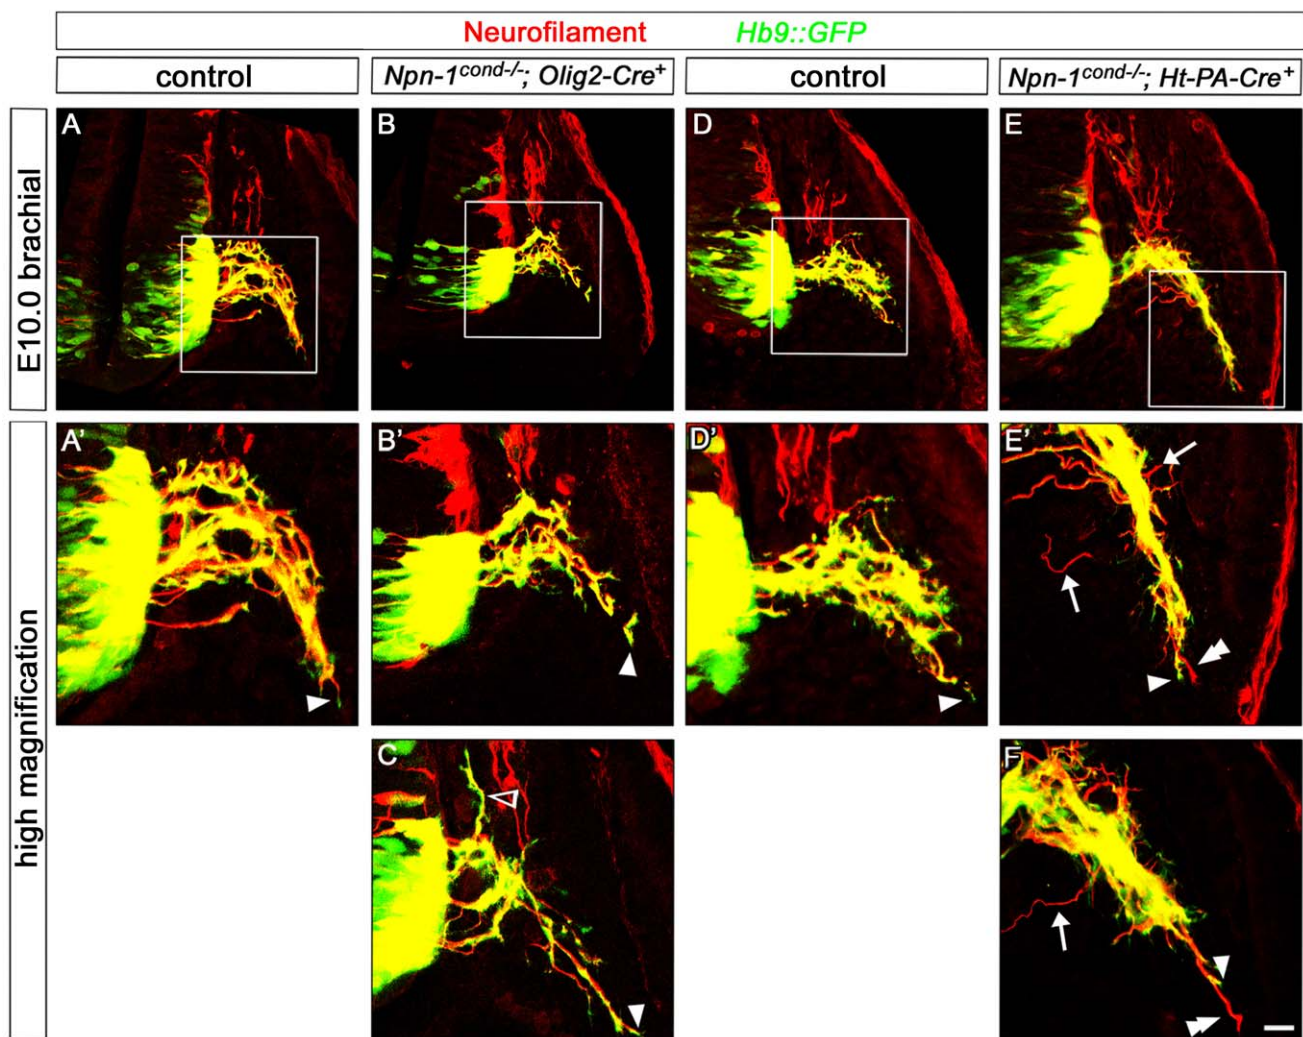 Neurofilament Hb9::GFP
control Npn-1cond-/-; Olig2-Cre+ control Npn-1cond-/-; Ht-PA-Cre+
E10.0 brachial
A B D E
high magnification
A' B' D' E'
C F